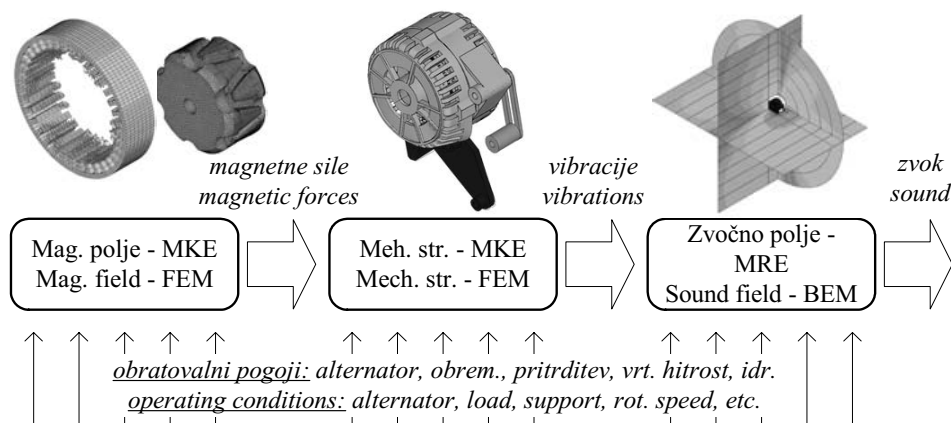 magnetne sile
magnetic forces
vibracije
vibrations
zvok
sound
Mag. polje - MKE
Mag. field - FEM
Meh. str. - MKE
Mech. str. - FEM
Zvočno polje -
MRE
Sound field - BEM
obratovalni pogoji: alternator, obrem., pritrditev, vrt. hitrost, idr.
operating conditions: alternator, load, support, rot. speed, etc.